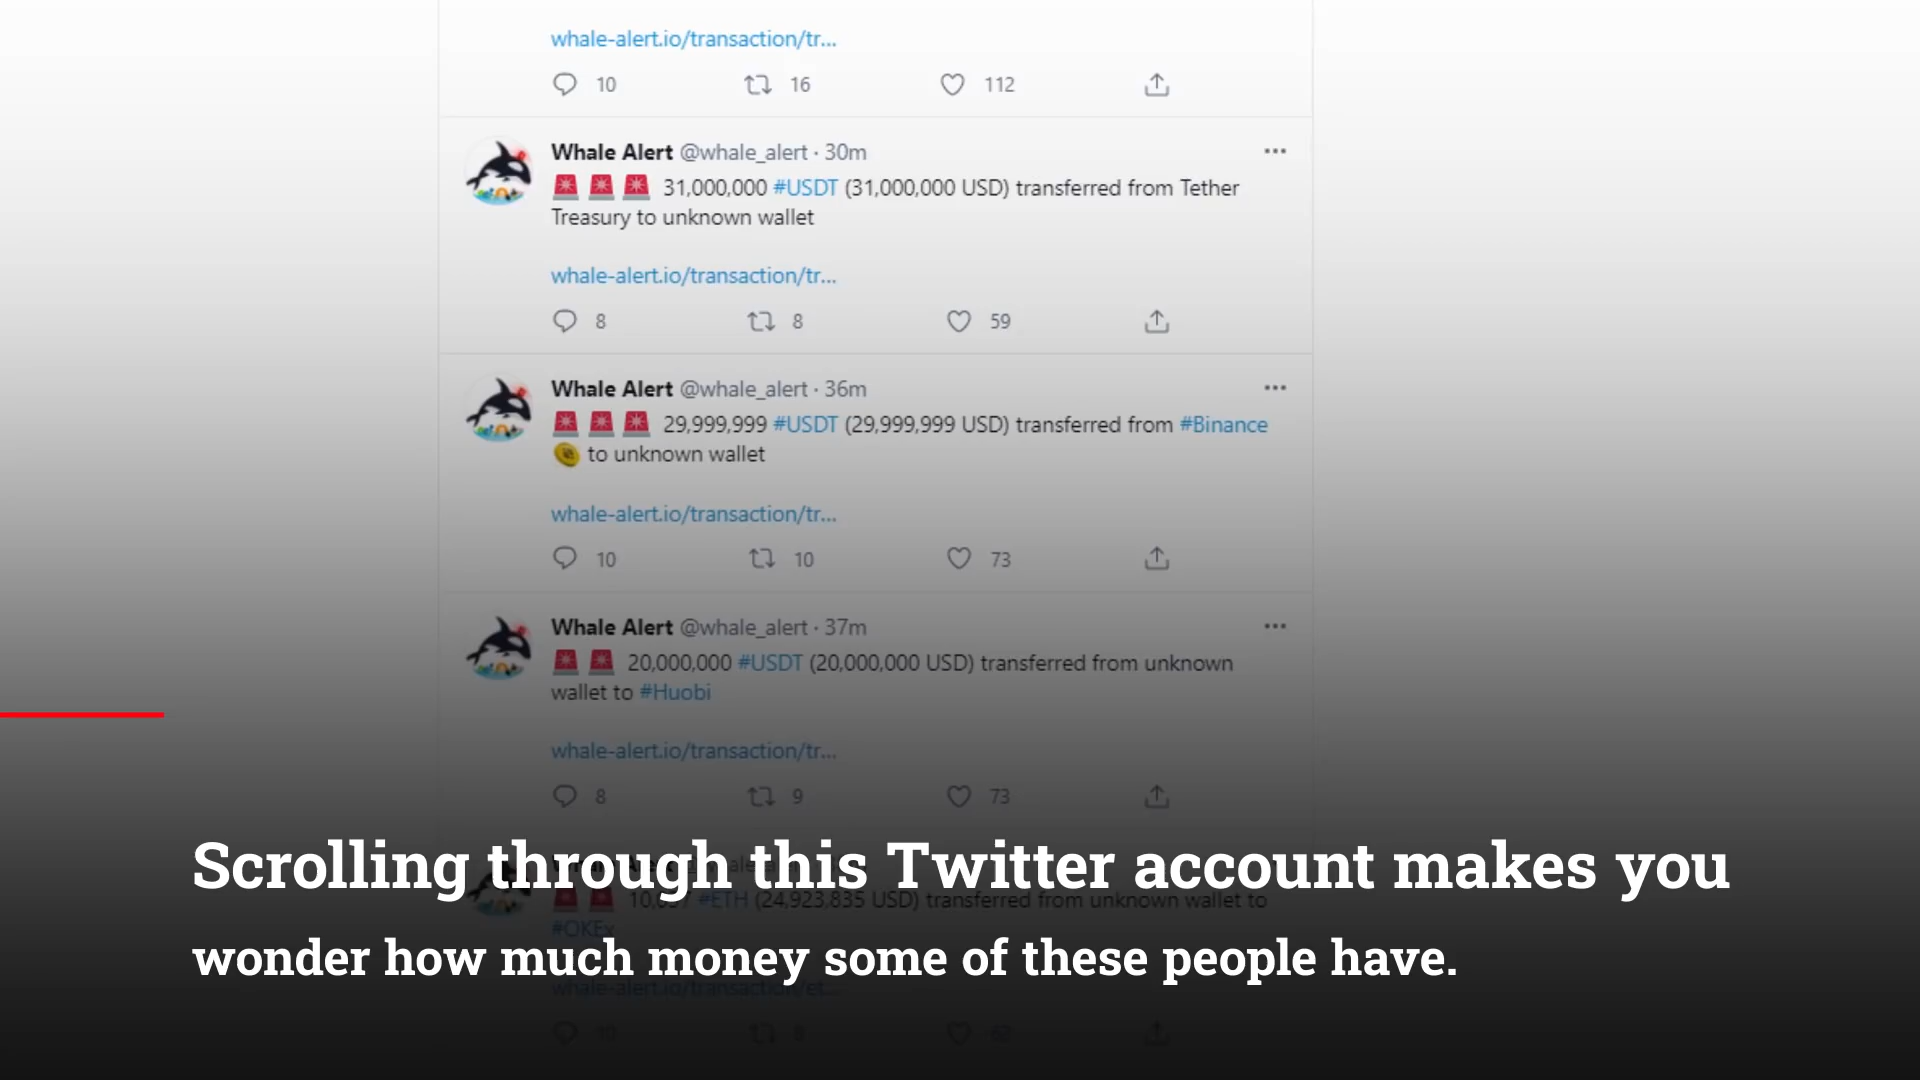 whale-alert.io/transaction/tr...
10 16 112
Whale Alert @whale_alert · 30m
🚨 🚨 🚨 31,000,000 #USDT (31,000,000 USD) transferred from Tether
Treasury to unknown wallet
whale-alert.io/transaction/tr...
8 8 59
Whale Alert @whale_alert · 36m
🚨 🚨 🚨 29,999,999 #USDT (29,999,999 USD) transferred from #Binance
to unknown wallet
whale-alert.io/transaction/tr...
10 10 73
Whale Alert @whale_alert · 37m
🚨 🚨 20,000,000 #USDT (20,000,000 USD) transferred from unknown
wallet to #Huobi
whale-alert.io/transaction/tr...
8 9 73
Scrolling through this Twitter account makes you
🚨 🚨 #ETH (24,923,835 USD) transferred from unknown wallet to
#OKEx
wonder how much money some of these people have.
whale-alert.io/transaction/et...
10 8